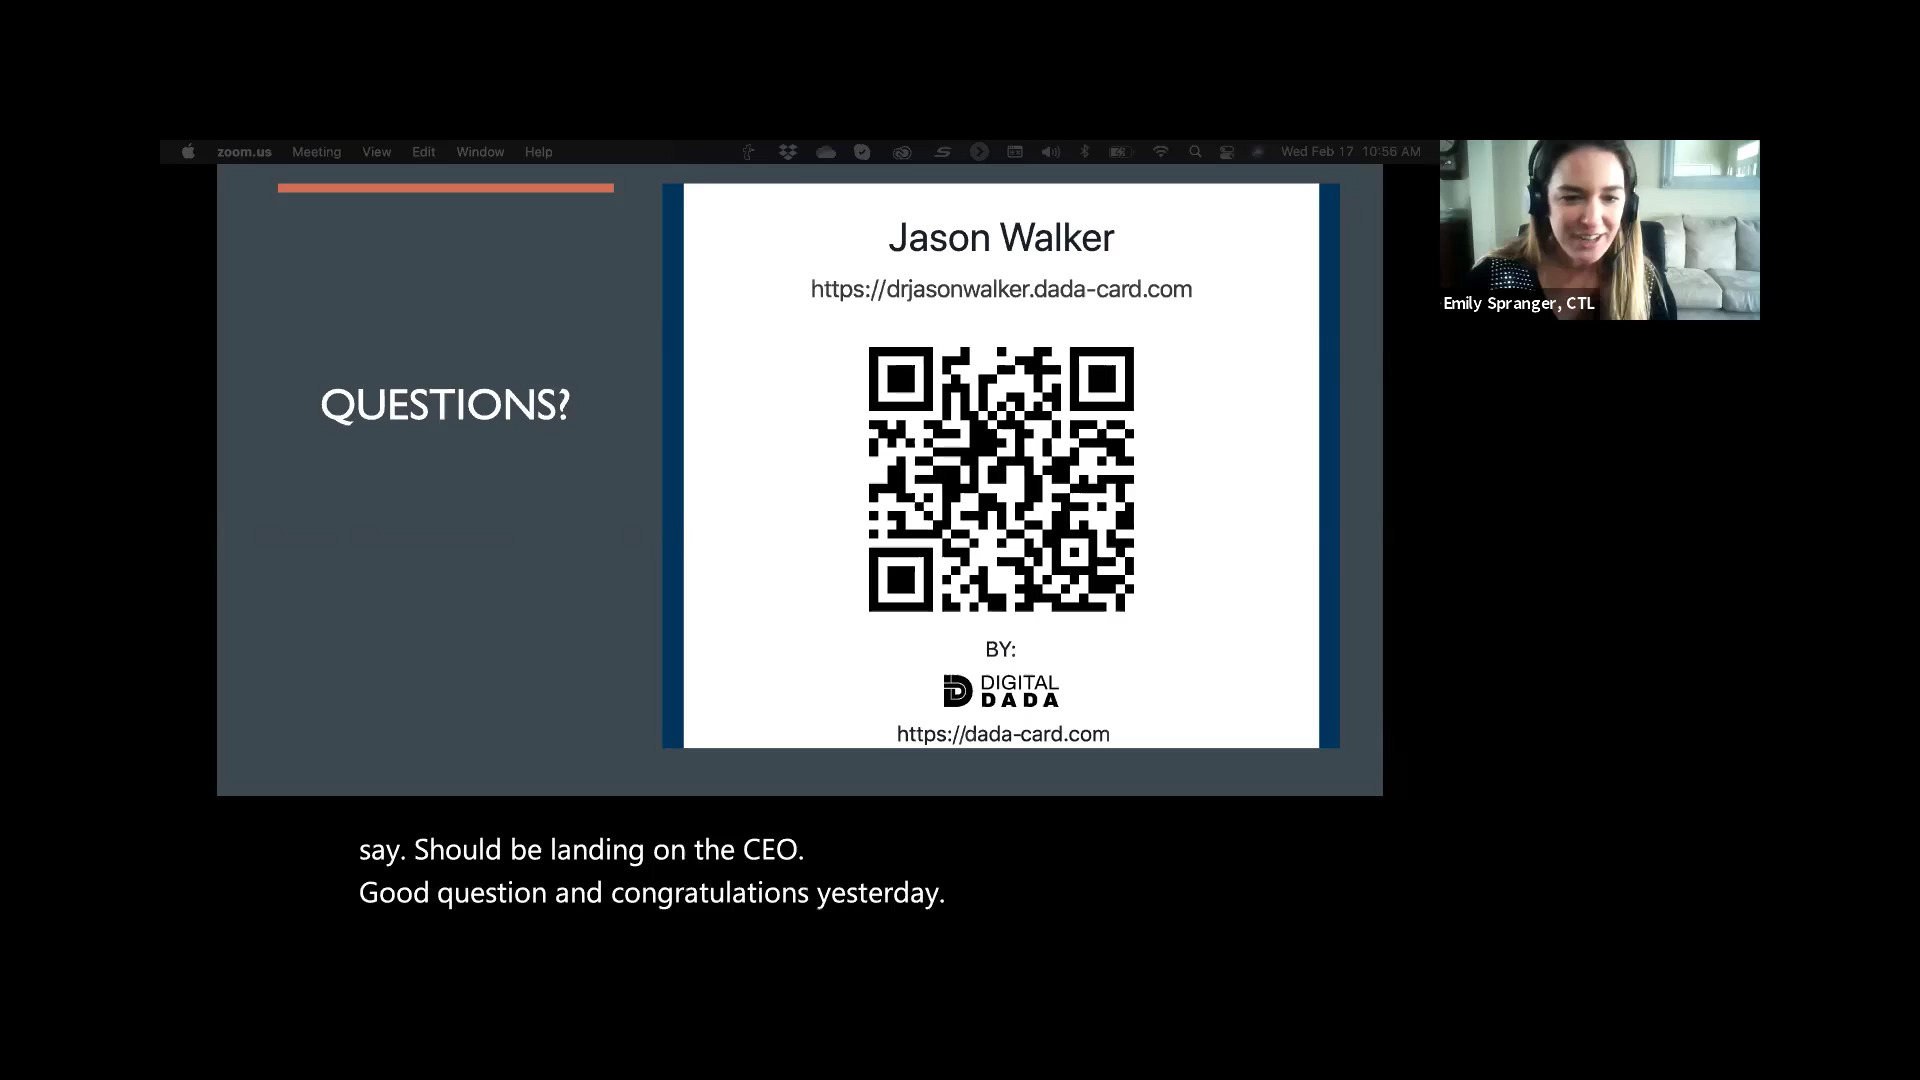 zoom.us Meeting View Edit Window Help Wed Feb 17 10:56 AM
QUESTIONS?
Jason Walker
https://drjasonwalker.dada-card.com
BY:
DIGITAL
DADA
https://dada-card.com
Emily Spranger, CTL
say. Should be landing on the CEO.
Good question and congratulations yesterday.